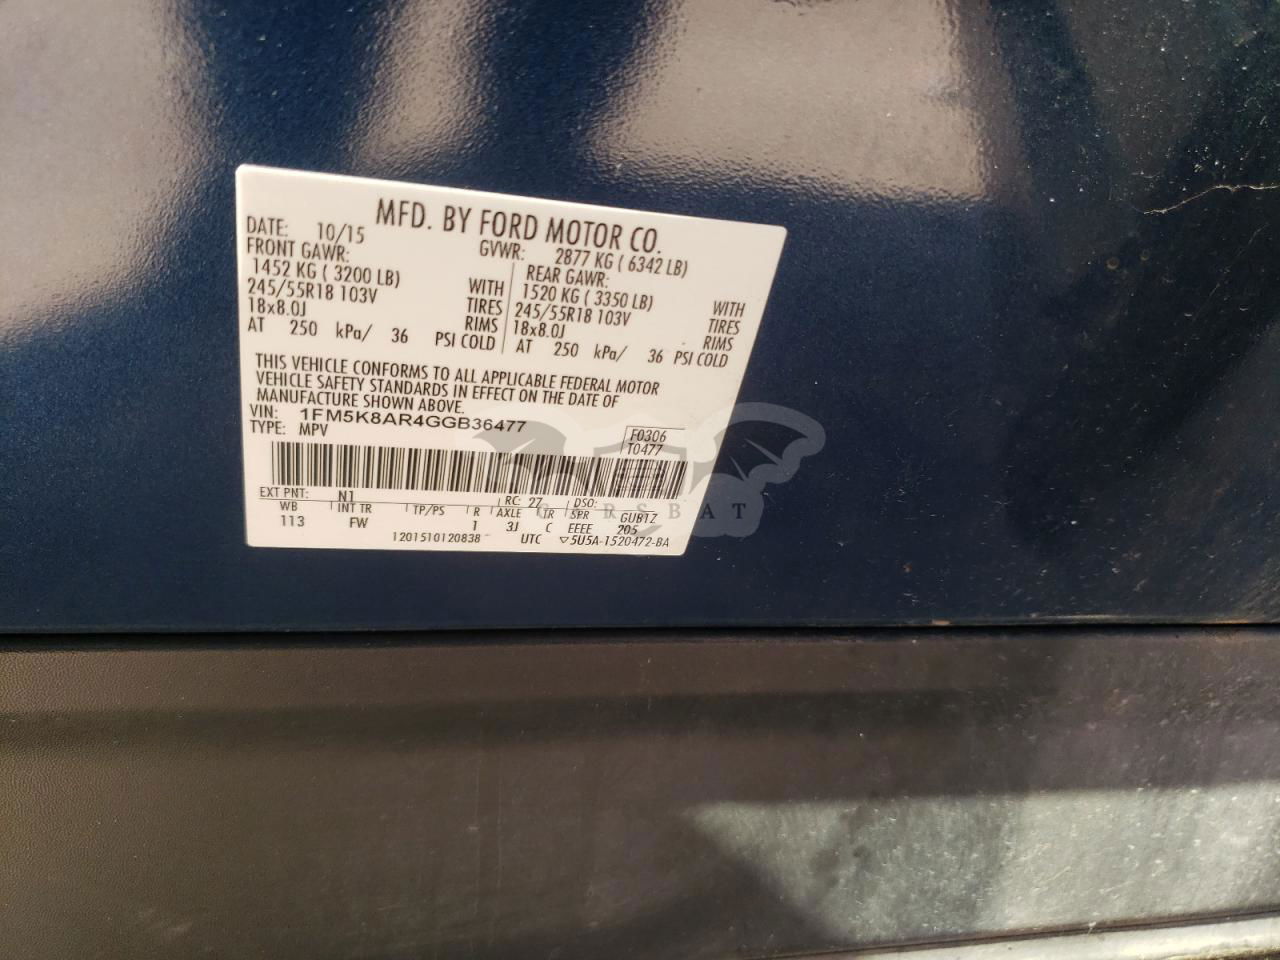 MFD. BY FORD MOTOR CO.
DATE: 10/15 GVWR: 2877 KG ( 6342 LB)
FRONT GAWR: REAR GAWR:
1452 KG ( 3200 LB) WITH 1520 KG ( 3350 LB) WITH
245/55R18 103V TIRES 245/55R18 103V TIRES
18x8.0J RIMS 18x8.0J RIMS
AT 250 kPa/ 36 PSI COLD AT 250 kPa/ 36 PSI COLD
THIS VEHICLE CONFORMS TO ALL APPLICABLE FEDERAL MOTOR
VEHICLE SAFETY STANDARDS IN EFFECT ON THE DATE OF
MANUFACTURE SHOWN ABOVE.
VIN: 1FM5K8AR4GGB36477
TYPE: MPV
F0306
T0477
EXT PNT: N1 RC: 27 DSO:
WB INT TR TP/PS R AXLE TR SPR GUB1Z
113 FW 1 3J C EEEE 205
1201510120838 UTC ▽5U5A-1520472-BA
CARSBAT